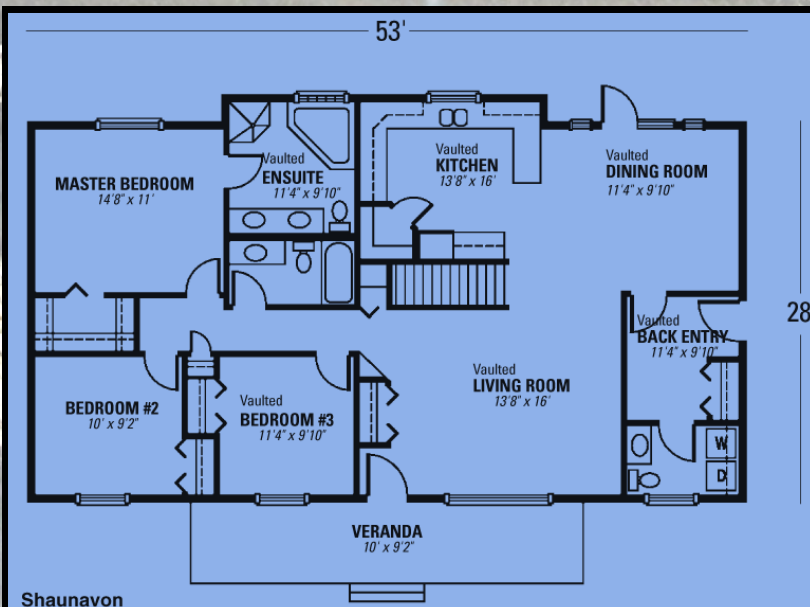 53'
MASTER BEDROOM
14'8" x 11'
Vaulted
ENSUITE
11'4" x 9'10"
Vaulted
KITCHEN
13'8" x 16'
Vaulted
DINING ROOM
11'4" x 9'10"
28
Vaulted
BACK ENTRY
11'4" x 9'10"
Vaulted
LIVING ROOM
13'8" x 16'
BEDROOM #2
10' x 9'2"
Vaulted
BEDROOM #3
11'4" x 9'10"
W
D
VERANDA
10' x 9'2"
Shaunavon